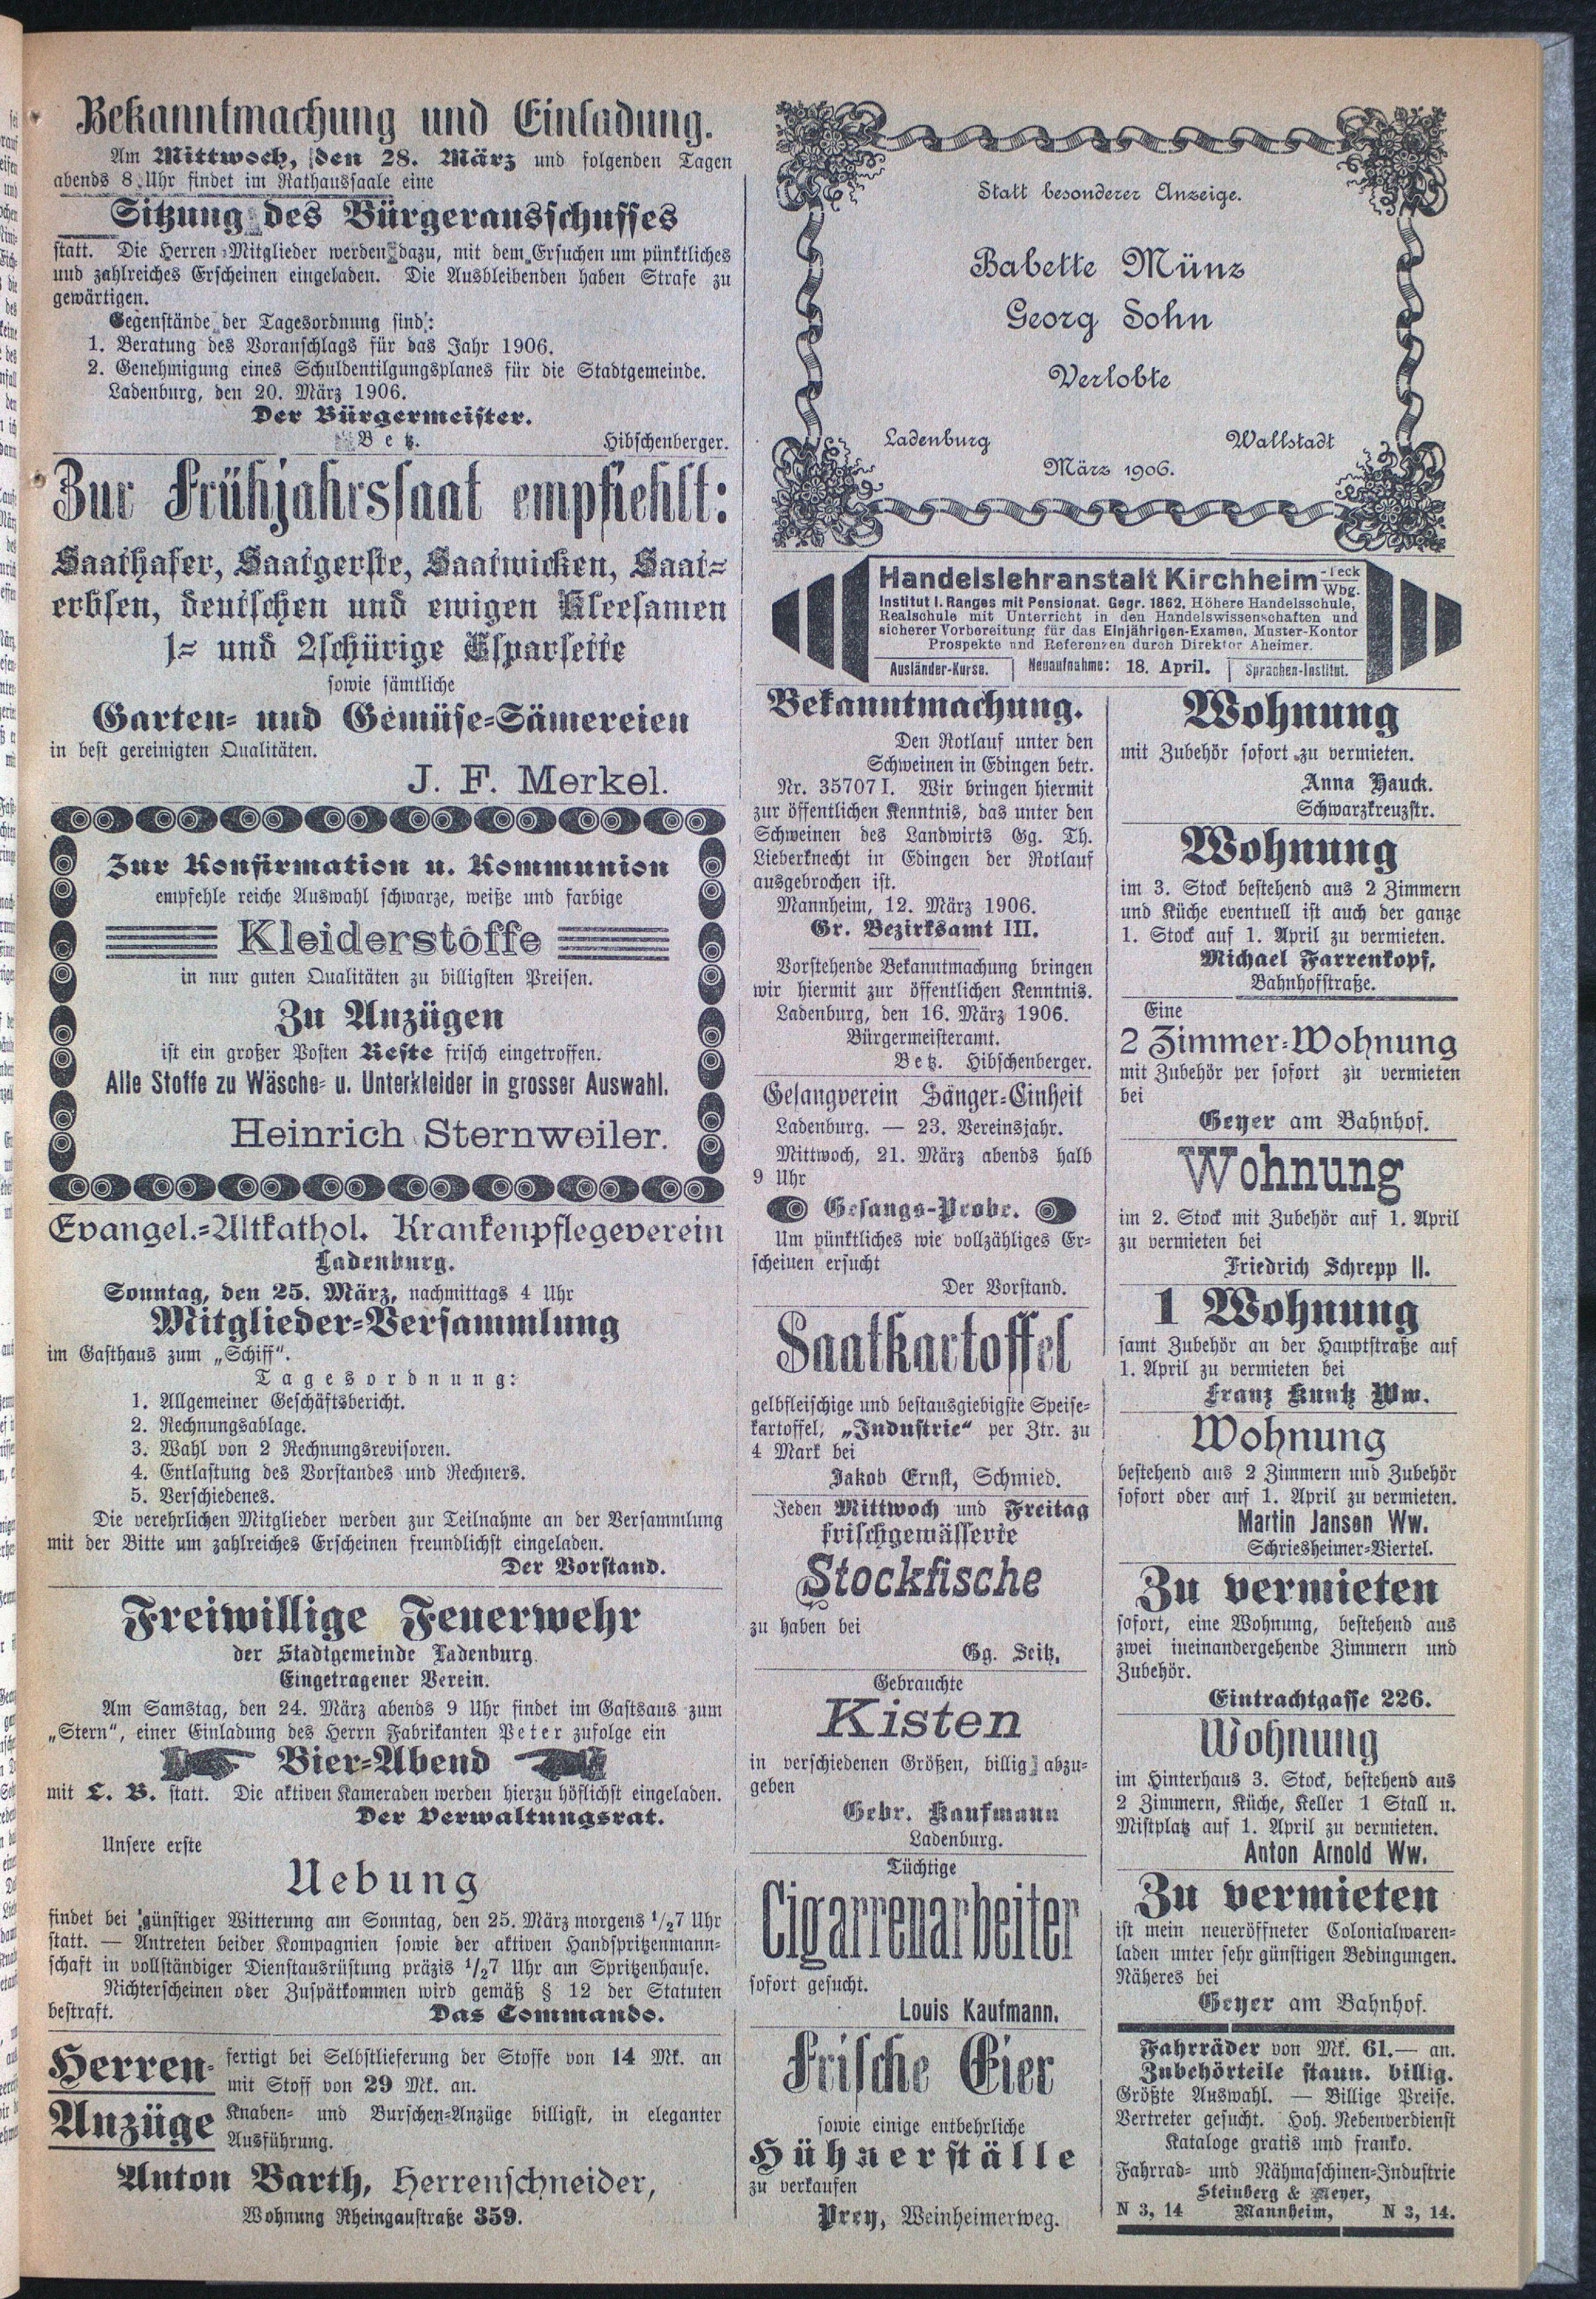 Bekanntmachung und Einladung.
Am Mittwoch, den 28. März und folgenden Tagen
abends 8 Uhr findet im Rathaussaale eine
Sitzung des Bürgerausschusses
statt. Die Herren Mitglieder werden dazu, mit dem Ersuchen um pünktliches
und zahlreiches Erscheinen eingeladen. Die Ausbleibenden haben Strafe zu
gewärtigen.
Gegenstände der Tagesordnung sind:
1. Beratung des Voranschlags für das Jahr 1906.
2. Genehmigung eines Schuldentilgungsplanes für die Stadtgemeinde.
Ladenburg, den 20. März 1906.
Der Bürgermeister.
Betz. Hibschenberger.
Zur Frühjahrssaat empfiehlt:
Saathafer, Saatgerste, Saatwicken, Saat-
erbsen, deutschen und ewigen Kleesamen
1- und 2schürige Esparsette
sowie sämtliche
Garten- und Gemüse-Sämereien
in best gereinigten Qualitäten.
J. F. Merkel.
Zur Konfirmation u. Kommunion
empfehle reiche Auswahl schwarze, weiße und farbige
Kleiderstoffe
in nur guten Qualitäten zu billigsten Preisen.
Zu Anzügen
ist ein großer Posten Reste frisch eingetroffen.
Alle Stoffe zu Wäsche- u. Unterkleider in grosser Auswahl.
Heinrich Sternweiler.
Evangel.-Altkathol. Krankenpflegeverein
Ladenburg.
Sonntag, den 25. März, nachmittags 4 Uhr
Mitglieder-Versammlung
im Gasthaus zum „Schiff“.
Tagesordnung:
1. Allgemeiner Geschäftsbericht.
2. Rechnungsablage.
3. Wahl von 2 Rechnungsrevisoren.
4. Entlastung des Vorstandes und Rechners.
5. Verschiedenes.
Die verehrlichen Mitglieder werden zur Teilnahme an der Versammlung
mit der Bitte um zahlreiches Erscheinen freundlichst eingeladen.
Der Vorstand.
Freiwillige Feuerwehr
der Stadtgemeinde Ladenburg.
Eingetragener Verein.
Am Samstag, den 24. März abends 9 Uhr findet im Gastsaus zum
„Stern“, einer Einladung des Herrn Fabrikanten Peter zufolge ein
Bier-Abend
mit C. B. statt. Die aktiven Kameraden werden hierzu höflichst eingeladen.
Der Verwaltungsrat.
Unsere erste
Uebung
findet bei günstiger Witterung am Sonntag, den 25. März morgens 1/27 Uhr
statt. — Antreten beider Kompagnien sowie der aktiven Handspritzenmann-
schaft in vollständiger Dienstausrüstung präzis 1/27 Uhr am Spritzenhause.
Nichterscheinen oder Zuspätkommen wird gemäß § 12 der Statuten
bestraft. Das Commando.
Herren-
Anzüge
fertigt bei Selbstlieferung der Stoffe von 14 Mk. an
mit Stoff von 29 Mk. an.
Knaben- und Burschen-Anzüge billigst, in eleganter
Ausführung.
Anton Barth, Herrenschneider,
Wohnung Rheingaustraße 359.
Statt besonderer Anzeige.
Babette Münz
Georg Sohn
Verlobte
Ladenburg Wallstadt
März 1906.
Handelslehranstalt Kirchheim -Teck
Wbg.
Institut I. Ranges mit Pensionat. Gegr. 1862. Höhere Handelsschule,
Realschule mit Unterricht in den Handelswissenschaften und
sicherer Vorbereitung für das Einjährigen-Examen. Muster-Kontor
Prospekte und Referenzen durch Direktor Aheimer.
Ausländer-Kurse. Neuaufnahme: 18. April. Sprachen-Institut.
Bekanntmachung.
Den Rotlauf unter den
Schweinen in Edingen betr.
Nr. 35707 I. Wir bringen hiermit
zur öffentlichen Kenntnis, das unter den
Schweinen des Landwirts Gg. Th.
Lieberknecht in Edingen der Rotlauf
ausgebrochen ist.
Mannheim, 12. März 1906.
Gr. Bezirksamt III.
Vorstehende Bekanntmachung bringen
wir hiermit zur öffentlichen Kenntnis.
Ladenburg, den 16. März 1906.
Bürgermeisteramt.
Betz. Hibschenberger.
Gesangverein Sänger-Einheit
Ladenburg. — 23. Vereinsjahr.
Mittwoch, 21. März abends halb
9 Uhr
Gesangs-Probe.
Um pünktliches wie vollzähliges Er-
scheinen ersucht
Der Vorstand.
Saatkartoffel
gelbfleischige und bestausgiebigste Speise-
kartoffel, „Industrie“ per Ztr. zu
4 Mark bei
Jakob Ernst, Schmied.
Jeden Mittwoch und Freitag
frischgewässerte
Stockfische
zu haben bei
Gg. Seitz.
Gebrauchte
Kisten
in verschiedenen Größen, billig abzu-
geben
Gebr. Kaufmann
Ladenburg.
Tüchtige
Cigarrenarbeiter
sofort gesucht.
Louis Kaufmann.
Frische Eier
sowie einige entbehrliche
Hühnerställe
zu verkaufen
Prey, Weinheimerweg.
Wohnung
mit Zubehör sofort zu vermieten.
Anna Hauck.
Schwarzkreuzstr.
Wohnung
im 3. Stock bestehend aus 2 Zimmern
und Küche eventuell ist auch der ganze
1. Stock auf 1. April zu vermieten.
Michael Farrenkopf,
Bahnhofstraße.
Eine
2 Zimmer-Wohnung
mit Zubehör per sofort zu vermieten
bei
Geyer am Bahnhof.
Wohnung
im 2. Stock mit Zubehör auf 1. April
zu vermieten bei
Friedrich Schrepp II.
1 Wohnung
samt Zubehör an der Hauptstraße auf
1. April zu vermieten bei
Franz Kuntz Ww.
Wohnung
bestehend aus 2 Zimmern und Zubehör
sofort oder auf 1. April zu vermieten.
Martin Jansen Ww.
Schriesheimer-Viertel.
Zu vermieten
sofort, eine Wohnung, bestehend aus
zwei ineinandergehende Zimmern und
Zubehör.
Eintrachtgasse 226.
Wohnung
im Hinterhaus 3. Stock, bestehend aus
2 Zimmern, Küche, Keller 1 Stall u.
Mistplatz auf 1. April zu vermieten.
Anton Arnold Ww.
Zu vermieten
ist mein neueröffneter Colonialwaren-
laden unter sehr günstigen Bedingungen.
Näheres bei
Geyer am Bahnhof.
Fahrräder von Mk. 61.— an.
Zubehörteile staun. billig.
Größte Auswahl. — Billige Preise.
Vertreter gesucht. Hoh. Nebenverdienst
Kataloge gratis und franko.
Fahrrad- und Nähmaschinen-Industrie
Steinberg & Meyer,
N 3, 14 Mannheim, N 3, 14.